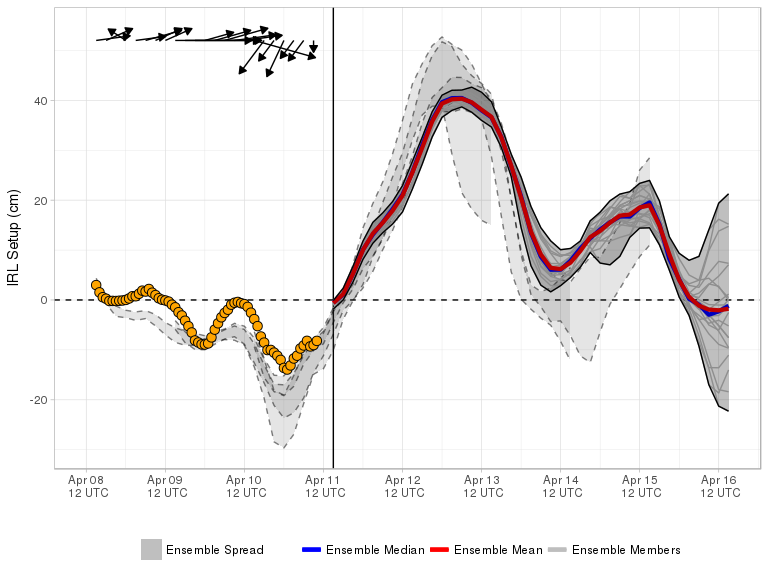 IRL Setup (cm)
40
20
0
-20
Apr 08 Apr 09 Apr 10 Apr 11 Apr 12 Apr 13 Apr 14 Apr 15 Apr 16
12 UTC 12 UTC 12 UTC 12 UTC 12 UTC 12 UTC 12 UTC 12 UTC 12 UTC
Ensemble Spread Ensemble Median Ensemble Mean Ensemble Members